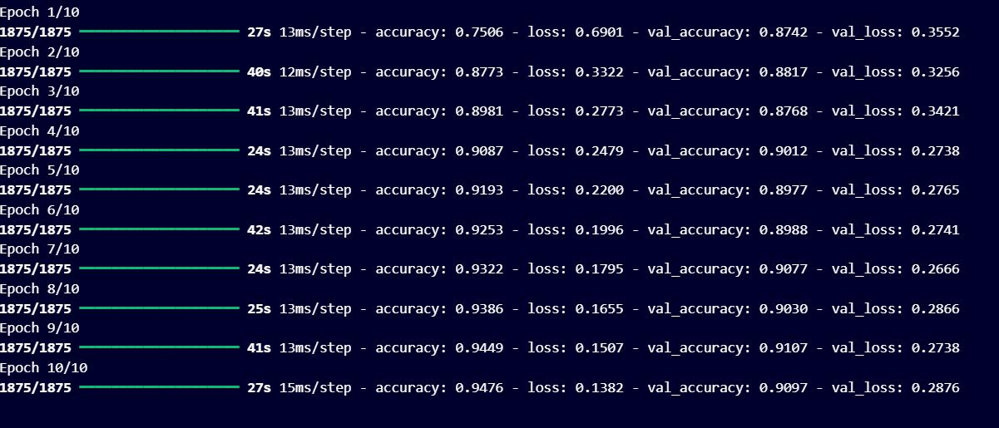 Epoch 1/10
1875/1875 ━━━━━━━━━━━━━━━━━━━━ 27s 13ms/step - accuracy: 0.7506 - loss: 0.6901 - val_accuracy: 0.8742 - val_loss: 0.3552
Epoch 2/10
1875/1875 ━━━━━━━━━━━━━━━━━━━━ 40s 12ms/step - accuracy: 0.8773 - loss: 0.3322 - val_accuracy: 0.8817 - val_loss: 0.3256
Epoch 3/10
1875/1875 ━━━━━━━━━━━━━━━━━━━━ 41s 13ms/step - accuracy: 0.8981 - loss: 0.2773 - val_accuracy: 0.8768 - val_loss: 0.3421
Epoch 4/10
1875/1875 ━━━━━━━━━━━━━━━━━━━━ 24s 13ms/step - accuracy: 0.9087 - loss: 0.2479 - val_accuracy: 0.9012 - val_loss: 0.2738
Epoch 5/10
1875/1875 ━━━━━━━━━━━━━━━━━━━━ 24s 13ms/step - accuracy: 0.9193 - loss: 0.2200 - val_accuracy: 0.8977 - val_loss: 0.2765
Epoch 6/10
1875/1875 ━━━━━━━━━━━━━━━━━━━━ 42s 13ms/step - accuracy: 0.9253 - loss: 0.1996 - val_accuracy: 0.8988 - val_loss: 0.2741
Epoch 7/10
1875/1875 ━━━━━━━━━━━━━━━━━━━━ 24s 13ms/step - accuracy: 0.9322 - loss: 0.1795 - val_accuracy: 0.9077 - val_loss: 0.2666
Epoch 8/10
1875/1875 ━━━━━━━━━━━━━━━━━━━━ 25s 13ms/step - accuracy: 0.9386 - loss: 0.1655 - val_accuracy: 0.9030 - val_loss: 0.2866
Epoch 9/10
1875/1875 ━━━━━━━━━━━━━━━━━━━━ 41s 13ms/step - accuracy: 0.9449 - loss: 0.1507 - val_accuracy: 0.9107 - val_loss: 0.2738
Epoch 10/10
1875/1875 ━━━━━━━━━━━━━━━━━━━━ 27s 15ms/step - accuracy: 0.9476 - loss: 0.1382 - val_accuracy: 0.9097 - val_loss: 0.2876